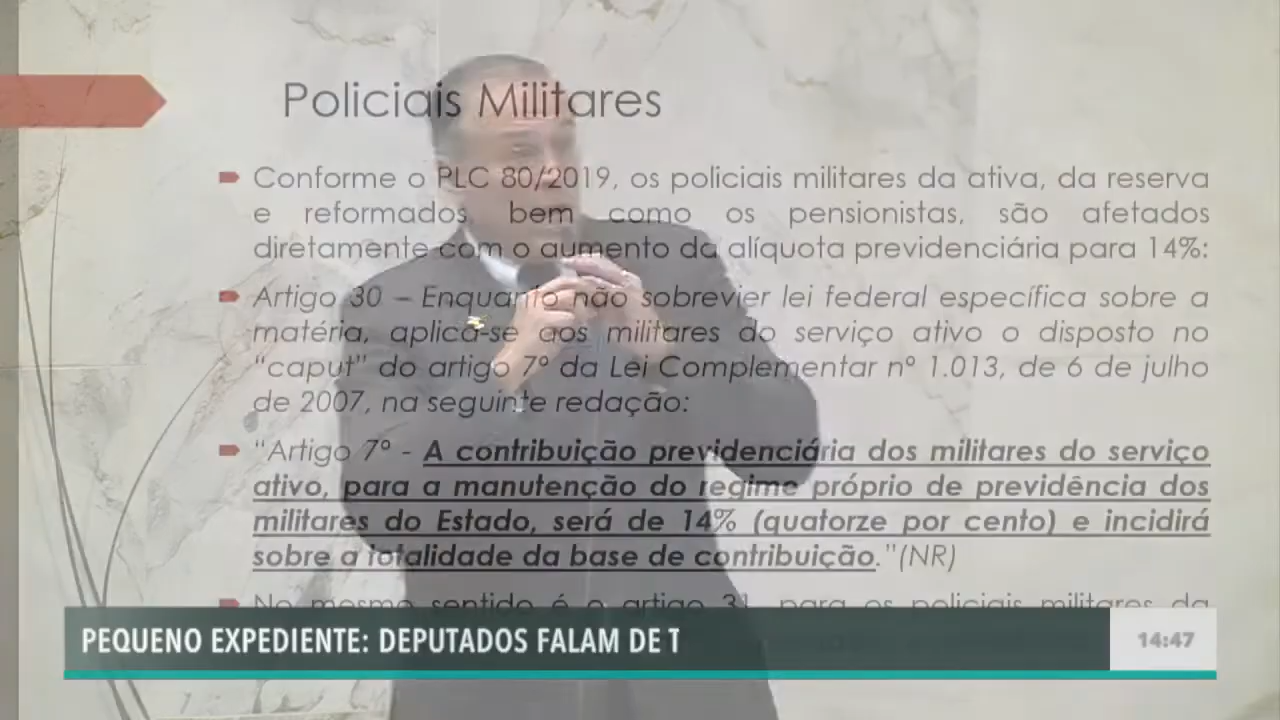 Policiais Militares
Conforme o PLC 80/2019, os policiais militares da ativa, da reserva
e reformados, bem como os pensionistas, são afetados
diretamente com o aumento da alíquota previdenciária para 14%:
Artigo 30 – Enquanto não sobrevier lei federal específica sobre a
matéria, aplica-se aos militares do serviço ativo o disposto no
"caput" do artigo 7º da Lei Complementar nº 1.013, de 6 de julho
de 2007, na seguinte redação:
"Artigo 7º - A contribuição previdenciária dos militares do serviço
ativo, para a manutenção do regime próprio de previdência dos
militares do Estado, será de 14% (quatorze por cento) e incidirá
sobre a totalidade da base de contribuição."(NR)
No mesmo sentido é o artigo 31, para os policiais militares da
PEQUENO EXPEDIENTE: DEPUTADOS FALAM DE T
14:47